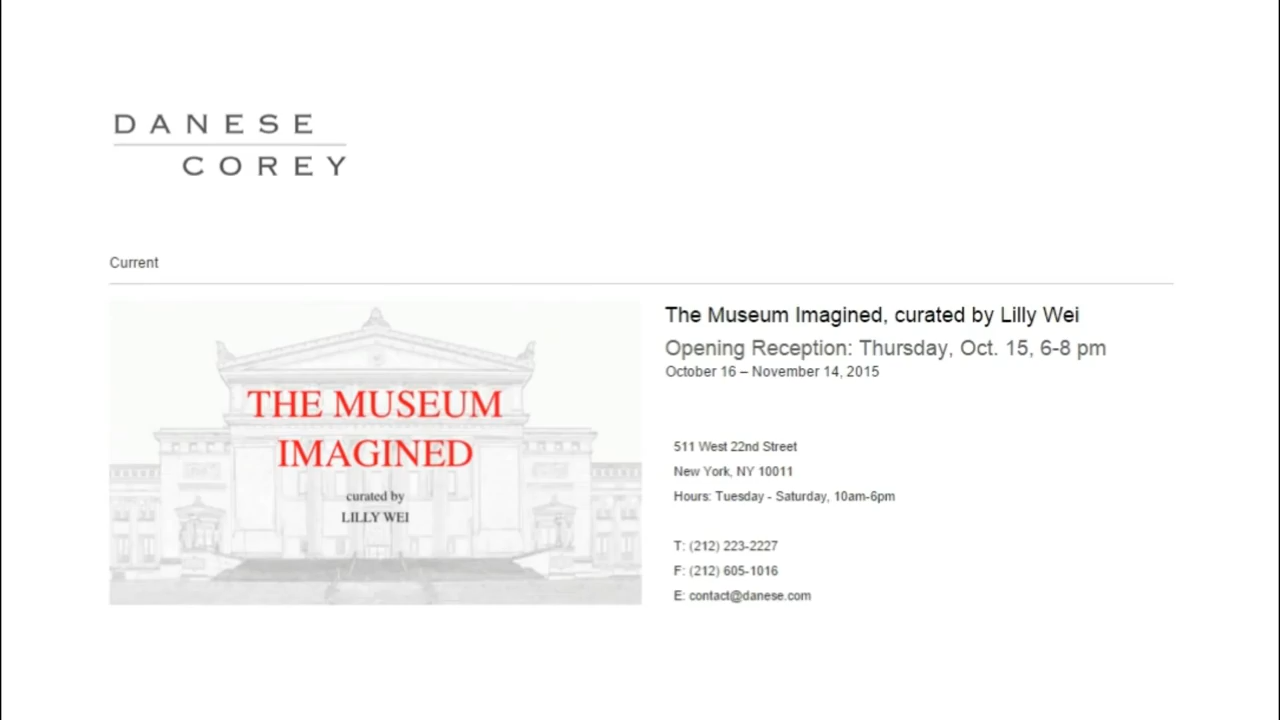 DANESE
COREY
Current
THE MUSEUM
IMAGINED
curated by
LILLY WEI
The Museum Imagined, curated by Lilly Wei
Opening Reception: Thursday, Oct. 15, 6-8 pm
October 16 – November 14, 2015
511 West 22nd Street
New York, NY 10011
Hours: Tuesday - Saturday, 10am-6pm
T: (212) 223-2227
F: (212) 605-1016
E: contact@danese.com